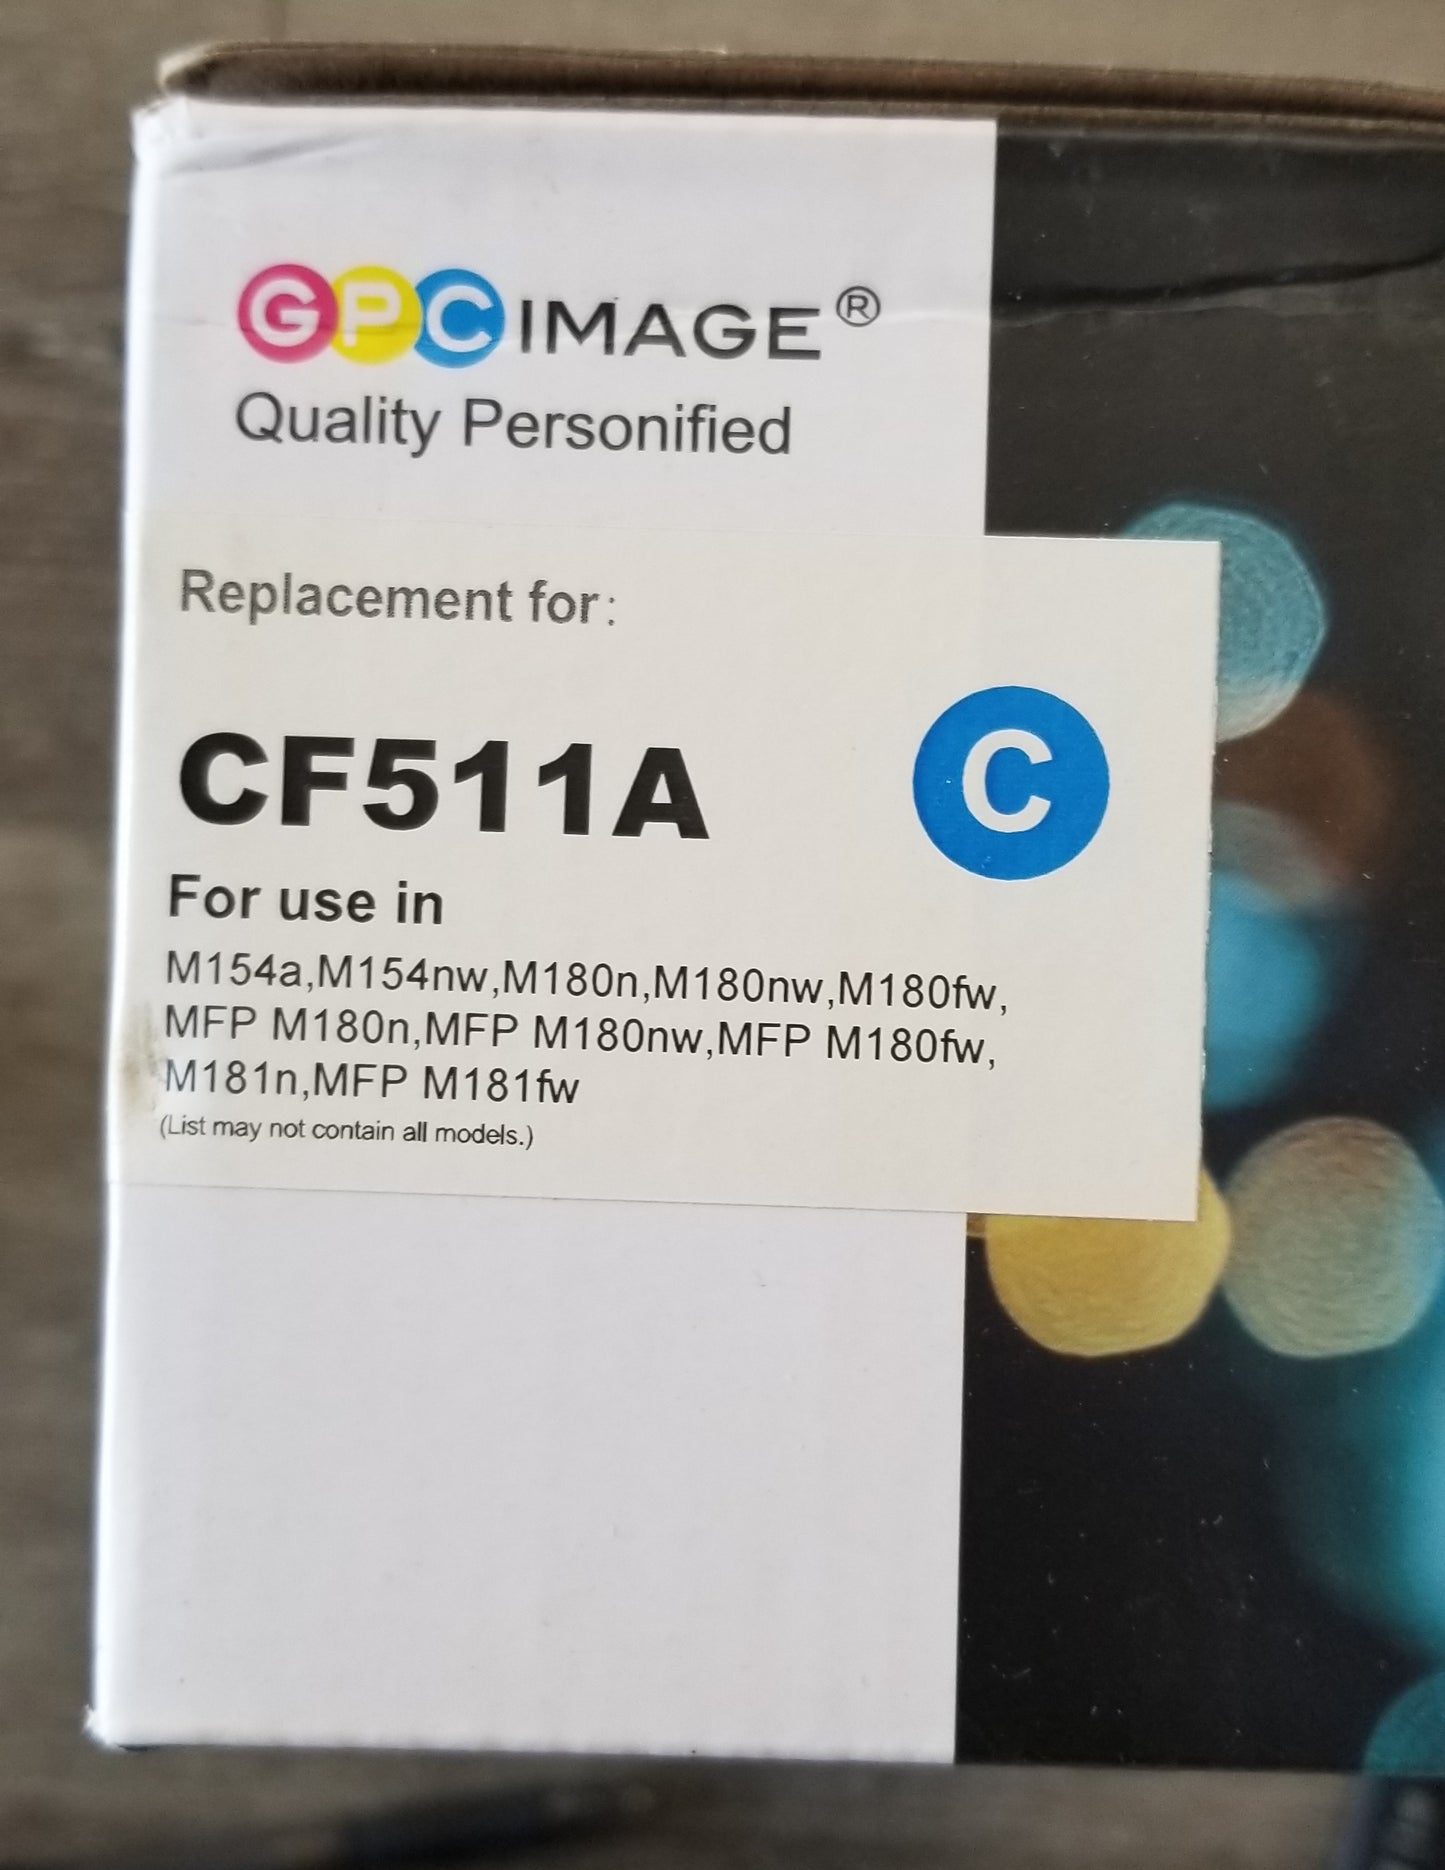 GPC IMAGE®
Quality Personified
Replacement for:
CF511A
C
For use in
M154a,M154nw,M180n,M180nw,M180fw,
MFP M180n,MFP M180nw,MFP M180fw,
M181n,MFP M181fw
(List may not contain all models.)